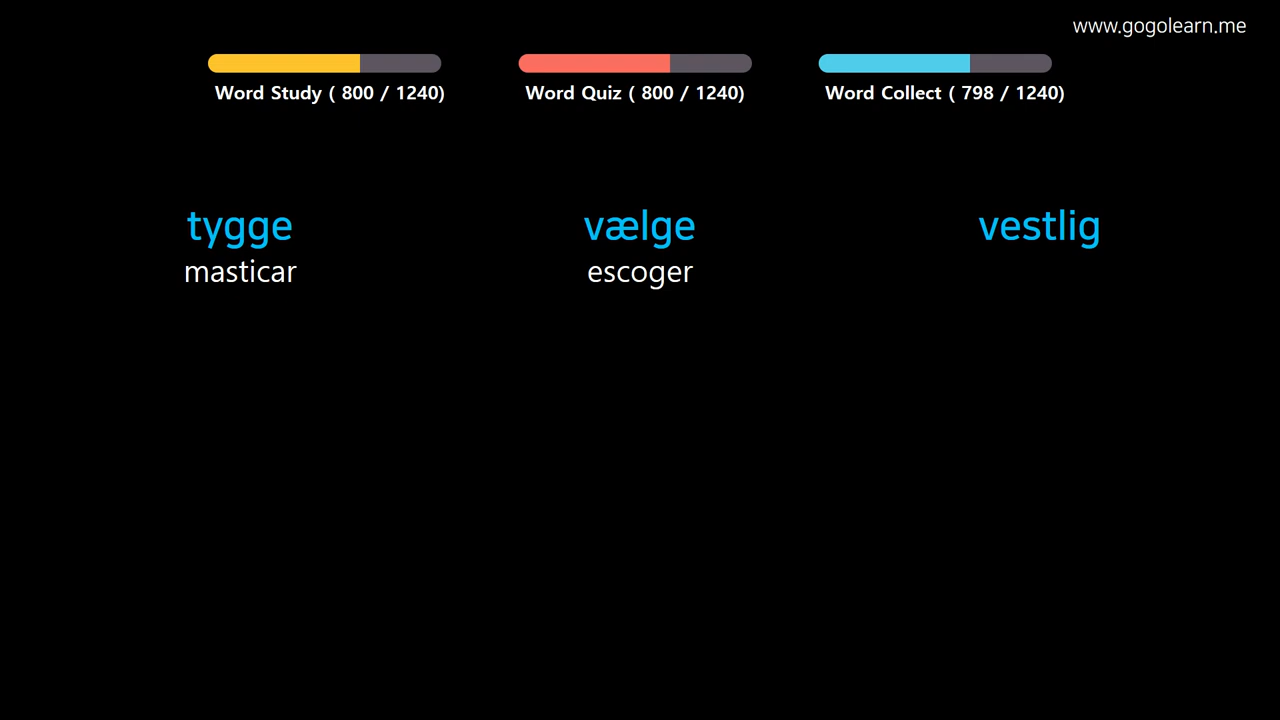 www.gogolearn.me
Word Study ( 800 / 1240)
Word Quiz ( 800 / 1240)
Word Collect ( 798 / 1240)
tygge
masticar
vælge
escoger
vestlig